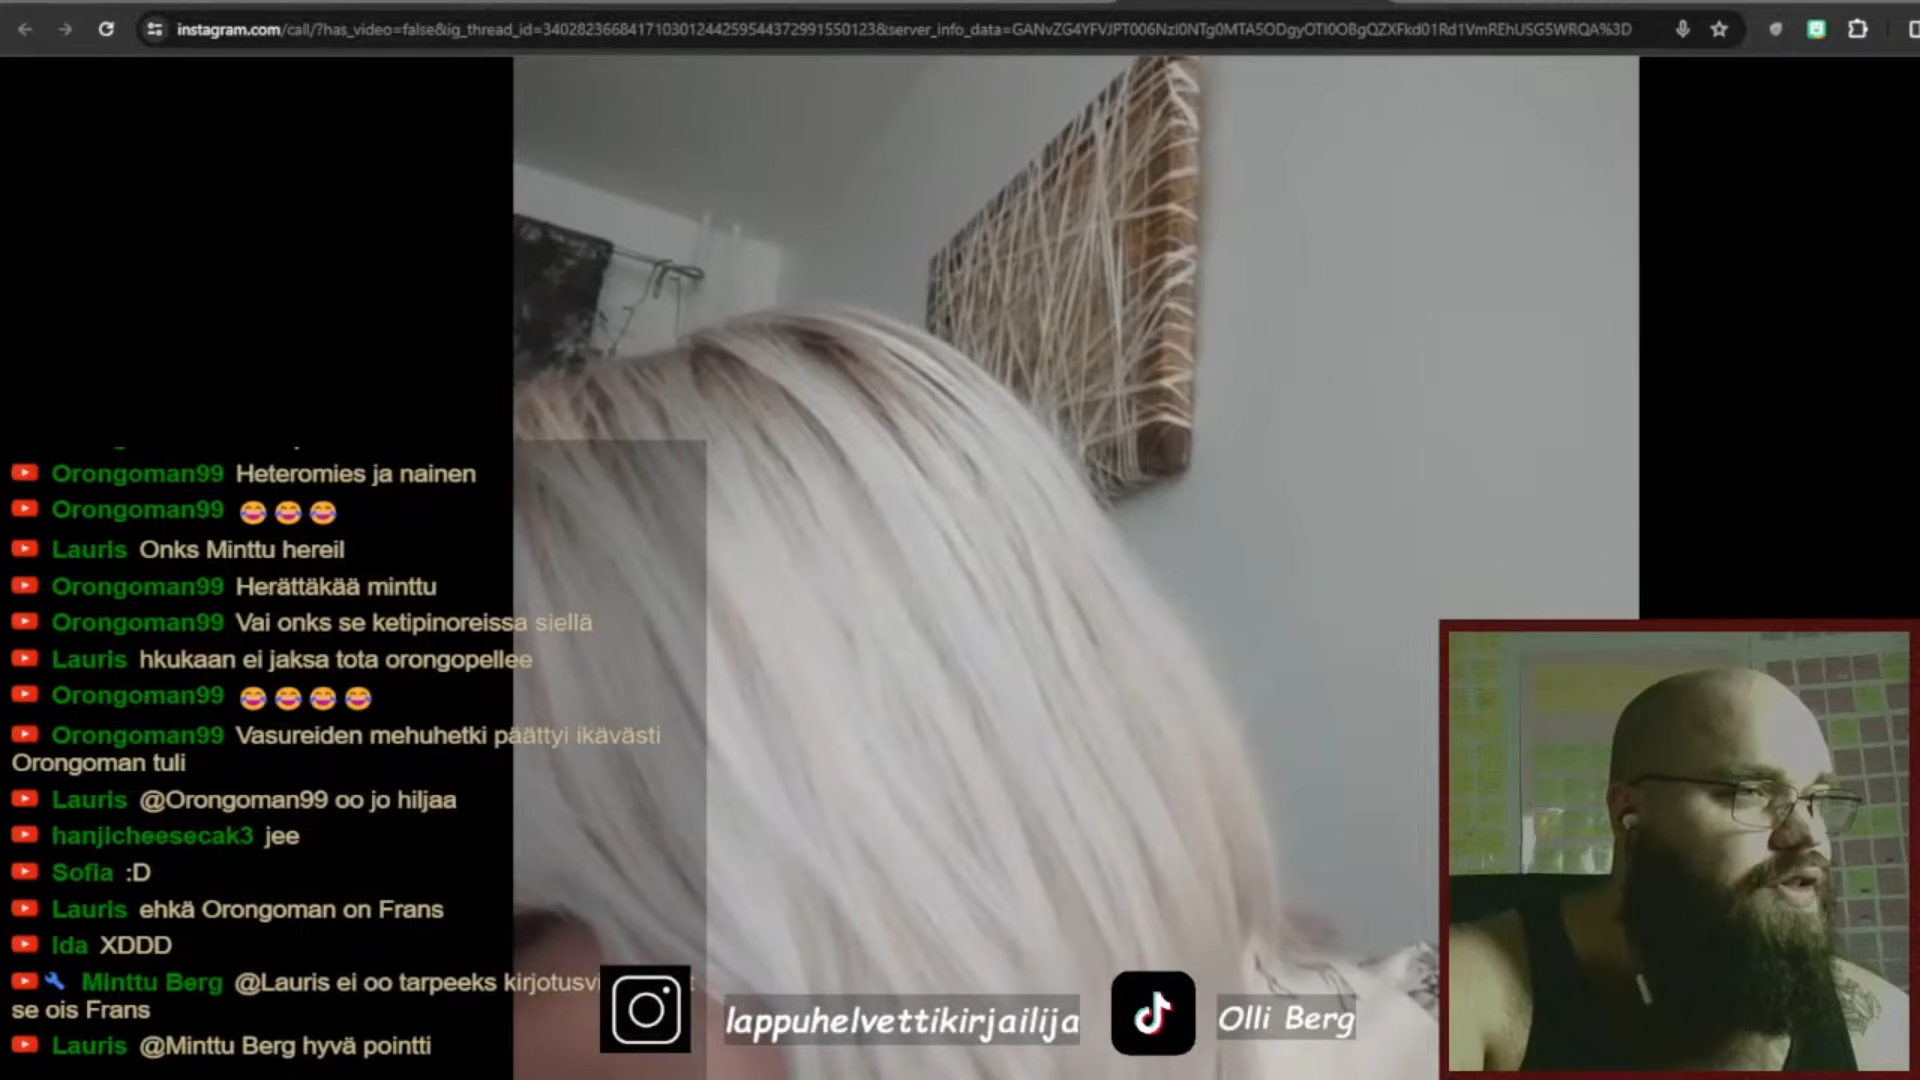 instagram.com/call/?has_video=false&ig_thread_id=340282366841710301244259544372991550123&server_info_data=
Orongoman99 Heteromies ja nainen
Orongoman99 😂😂😂
Lauris Onks Minttu hereil
Orongoman99 Herättäkää minttu
Orongoman99 Vai onks se ketipinoreissa siellä
Lauris hkukaan ei jaksa tota orongopellee
Orongoman99 😂😂😂😂
Orongoman99 Vasureiden mehuhetki päättyi ikävästi
Orongoman tuli
Lauris @Orongoman99 oo jo hiljaa
hanjicheesecak3 jee
Sofia :D
Lauris ehkä Orongoman on Frans
Ida XDDD
Minttu Berg @Lauris ei oo tarpeeks
se ois Frans
Lauris @Minttu Berg hyvä pointti
lappuhelvettikirjailija
Olli Berg